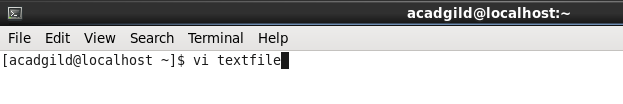 acadgild@localhost:~
File Edit View Search Terminal Help
[acadgild@localhost ~]$ vi textfile